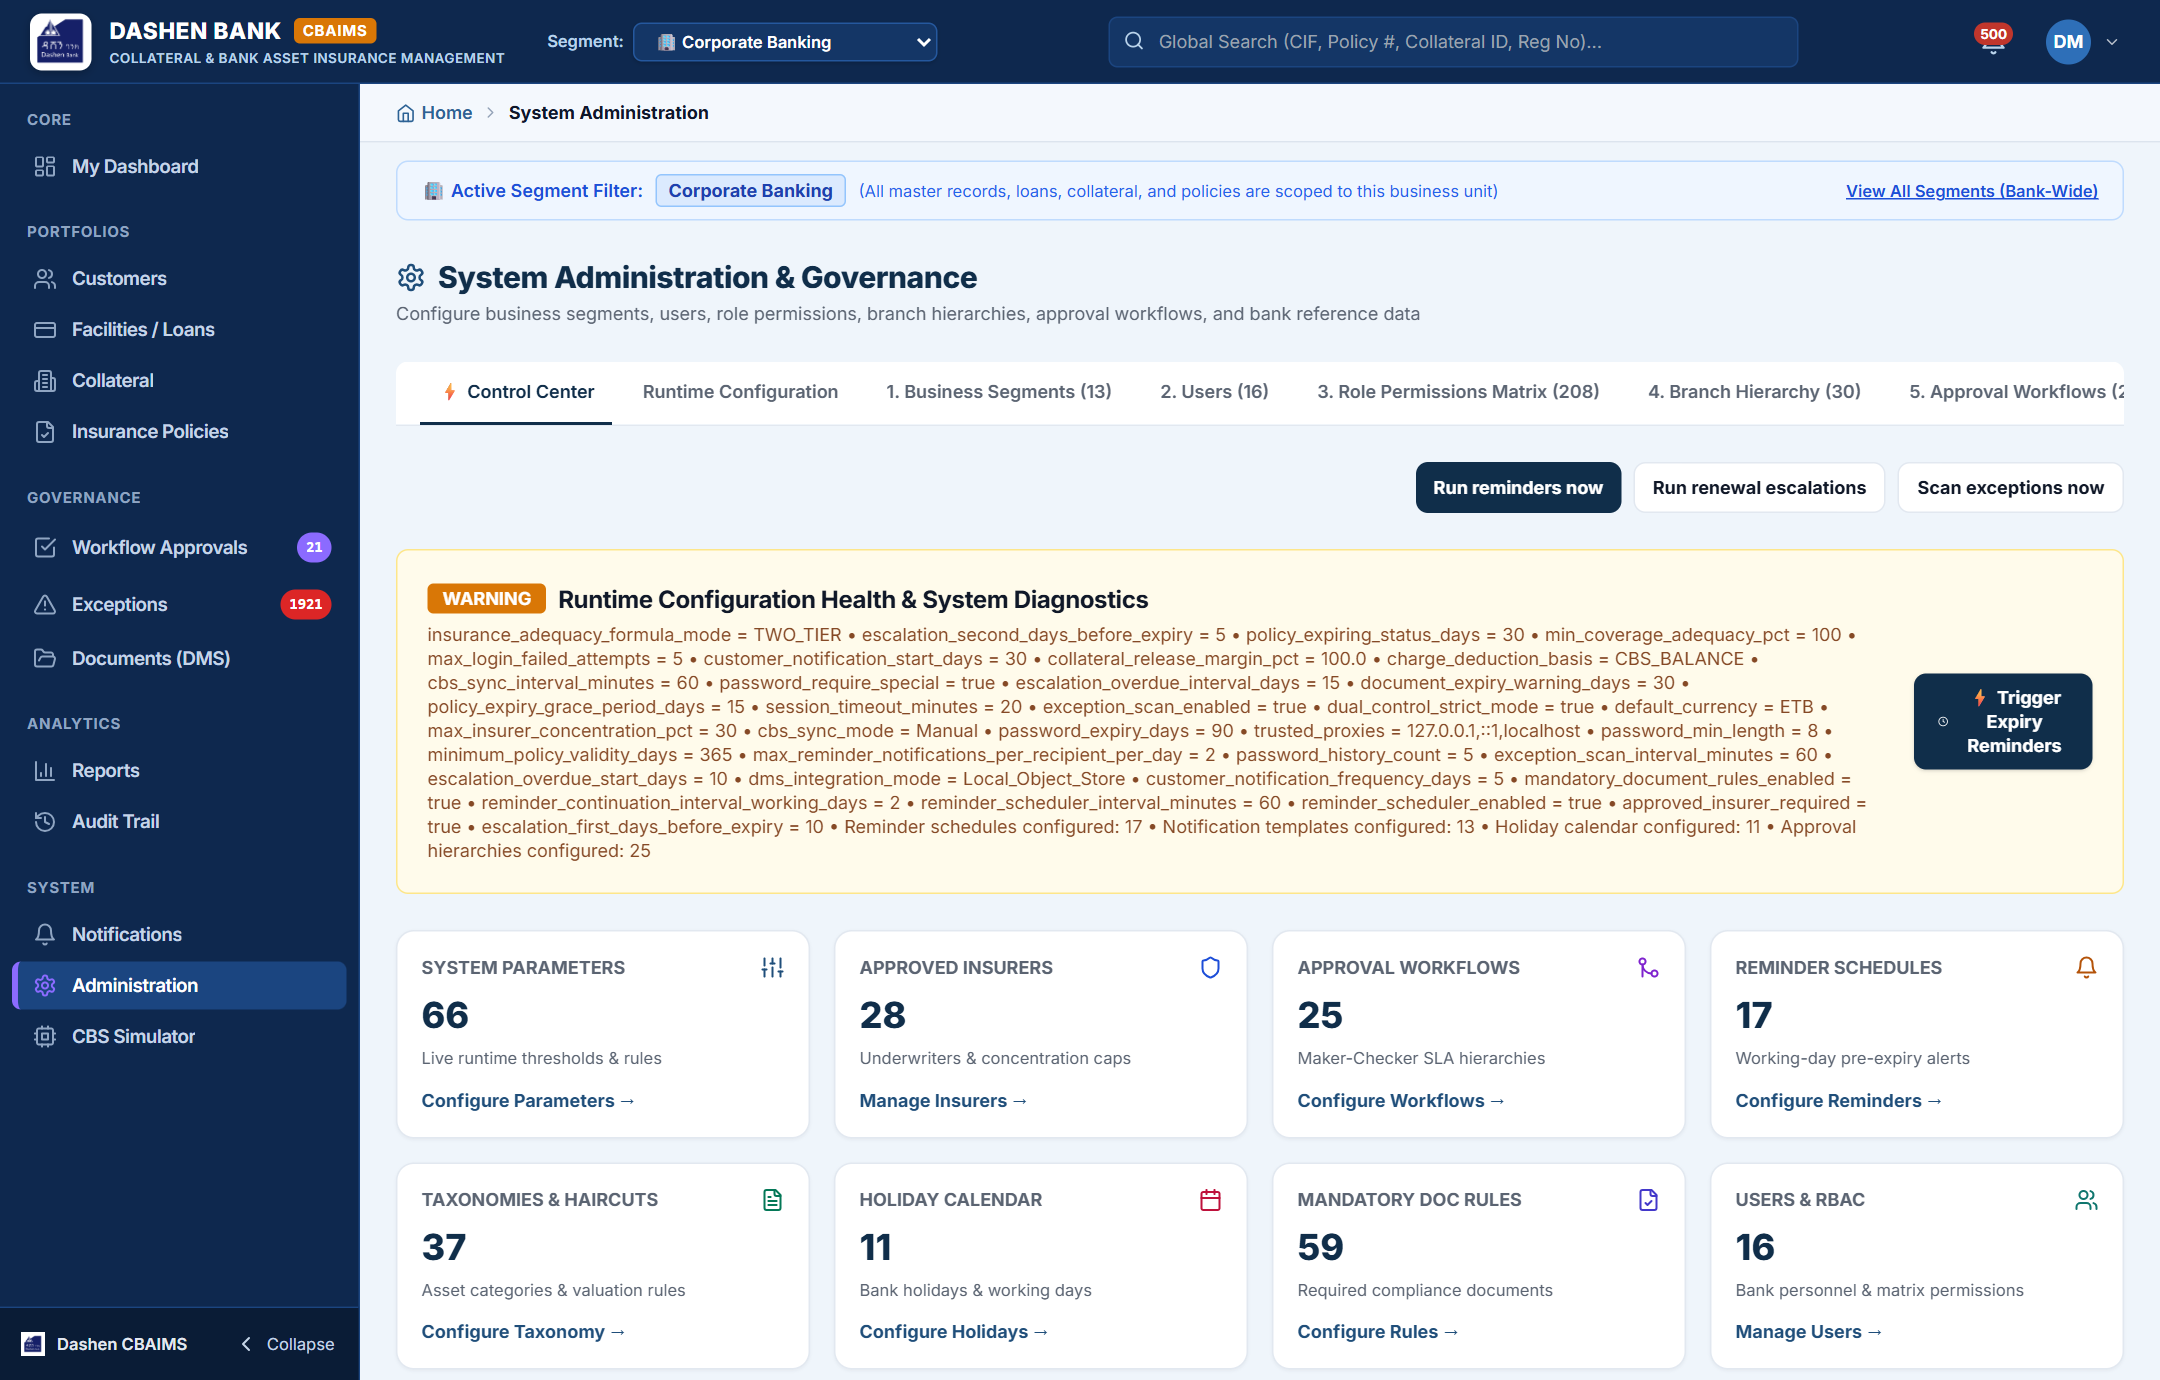 DASHEN BANK CBAIMS
COLLATERAL & BANK ASSET INSURANCE MANAGEMENT
Segment:
Corporate Banking
Global Search (CIF, Policy #, Collateral ID, Reg No)...
500
DM
CORE
My Dashboard
PORTFOLIOS
Customers
Facilities / Loans
Collateral
Insurance Policies
GOVERNANCE
Workflow Approvals 21
Exceptions 1921
Documents (DMS)
ANALYTICS
Reports
Audit Trail
SYSTEM
Notifications
Administration
CBS Simulator
Dashen CBAIMS
Collapse
Home > System Administration
Active Segment Filter: Corporate Banking (All master records, loans, collateral, and policies are scoped to this business unit)
View All Segments (Bank-Wide)
System Administration & Governance
Configure business segments, users, role permissions, branch hierarchies, approval workflows, and bank reference data
Control Center
Runtime Configuration
1. Business Segments (13)
2. Users (16)
3. Role Permissions Matrix (208)
4. Branch Hierarchy (30)
5. Approval Workflows (2
Run reminders now
Run renewal escalations
Scan exceptions now
WARNING Runtime Configuration Health & System Diagnostics
insurance_adequacy_formula_mode = TWO_TIER • escalation_second_days_before_expiry = 5 • policy_expiring_status_days = 30 • min_coverage_adequacy_pct = 100 •
max_login_failed_attempts = 5 • customer_notification_start_days = 30 • collateral_release_margin_pct = 100.0 • charge_deduction_basis = CBS_BALANCE •
cbs_sync_interval_minutes = 60 • password_require_special = true • escalation_overdue_interval_days = 15 • document_expiry_warning_days = 30 •
policy_expiry_grace_period_days = 15 • session_timeout_minutes = 20 • exception_scan_enabled = true • dual_control_strict_mode = true • default_currency = ETB •
max_insurer_concentration_pct = 30 • cbs_sync_mode = Manual • password_expiry_days = 90 • trusted_proxies = 127.0.0.1,::1,localhost • password_min_length = 8 •
minimum_policy_validity_days = 365 • max_reminder_notifications_per_recipient_per_day = 2 • password_history_count = 5 • exception_scan_interval_minutes = 60 •
escalation_overdue_start_days = 10 • dms_integration_mode = Local_Object_Store • customer_notification_frequency_days = 5 • mandatory_document_rules_enabled =
true • reminder_continuation_interval_working_days = 2 • reminder_scheduler_interval_minutes = 60 • reminder_scheduler_enabled = true • approved_insurer_required =
true • escalation_first_days_before_expiry = 10 • Reminder schedules configured: 17 • Notification templates configured: 13 • Holiday calendar configured: 11 • Approval
hierarchies configured: 25
Trigger
Expiry
Reminders
SYSTEM PARAMETERS
66
Live runtime thresholds & rules
Configure Parameters →
APPROVED INSURERS
28
Underwriters & concentration caps
Manage Insurers →
APPROVAL WORKFLOWS
25
Maker-Checker SLA hierarchies
Configure Workflows →
REMINDER SCHEDULES
17
Working-day pre-expiry alerts
Configure Reminders →
TAXONOMIES & HAIRCUTS
37
Asset categories & valuation rules
Configure Taxonomy →
HOLIDAY CALENDAR
11
Bank holidays & working days
Configure Holidays →
MANDATORY DOC RULES
59
Required compliance documents
Configure Rules →
USERS & RBAC
16
Bank personnel & matrix permissions
Manage Users →